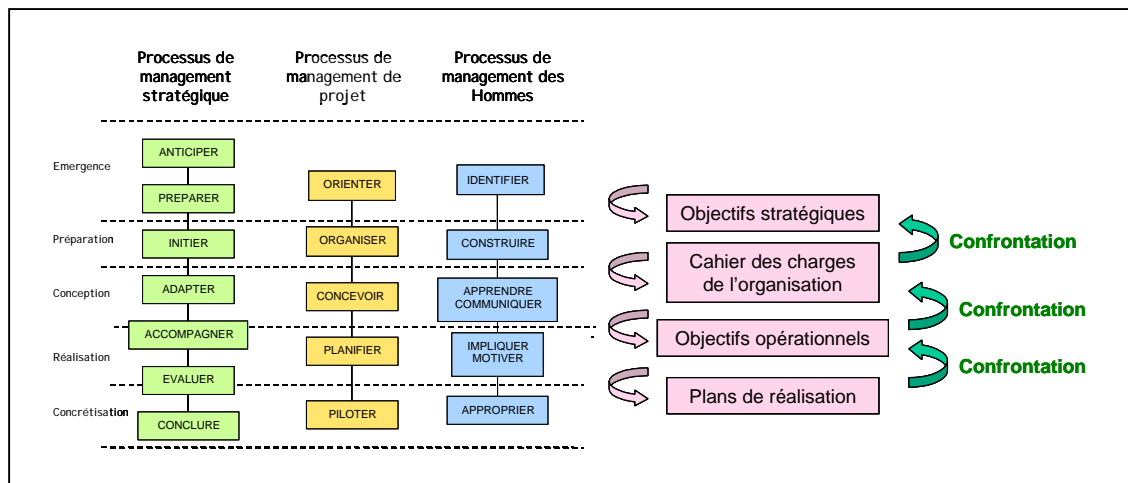 Processus de
management
stratégique
Processus de
management de
projet
Processus de
management des
Hommes
Emergence
ANTICIPER
PREPARER
ORIENTER
IDENTIFIER
Préparation
INITIER
ORGANISER
CONSTRUIRE
Conception
ADAPTER
CONCEVOIR
APPRENDRE
COMMUNIQUER
ACCOMPAGNER
Réalisation
PLANIFIER
IMPLIQUER
MOTIVER
EVALUER
Concrétisation
CONCLURE
PILOTER
APPROPRIER
Objectifs stratégiques
Confrontation
Cahier des charges
de l'organisation
Confrontation
Objectifs opérationnels
Confrontation
Plans de réalisation